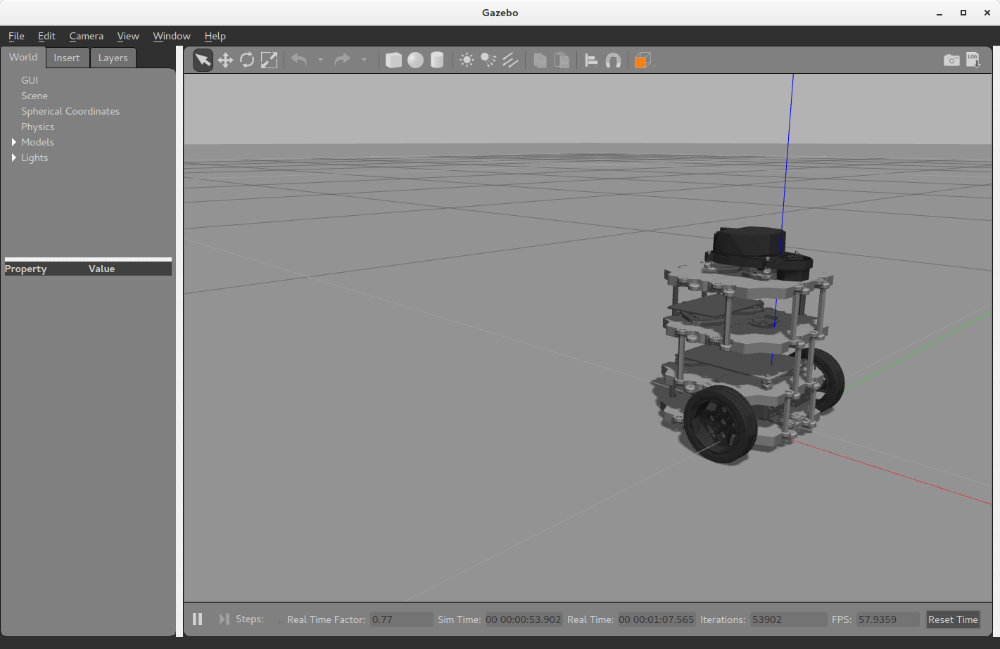 Gazebo
File Edit Camera View Window Help
World Insert Layers
LOG
GUI
Scene
Spherical Coordinates
Physics
Models
Lights
Property Value
Steps: Real Time Factor: 0.77 Sim Time: 00 00:00:53.902 Real Time: 00 00:01:07.565 Iterations: 53902 FPS: 57.9359 Reset Time